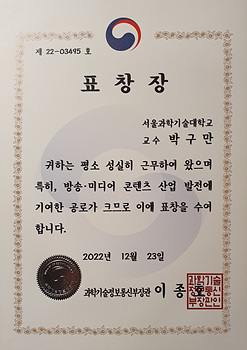 제 22-03495 호
표 창 장
서울과학기술대학교
교수 박 구 만
귀하는 평소 성실히 근무하여 왔으며
특히, 방송·미디어 콘텐츠 산업 발전에
기여한 공로가 크므로 이에 표창을 수여
합니다.
2022년 12월 23일
과학기술정보통신부장관 이 종 호